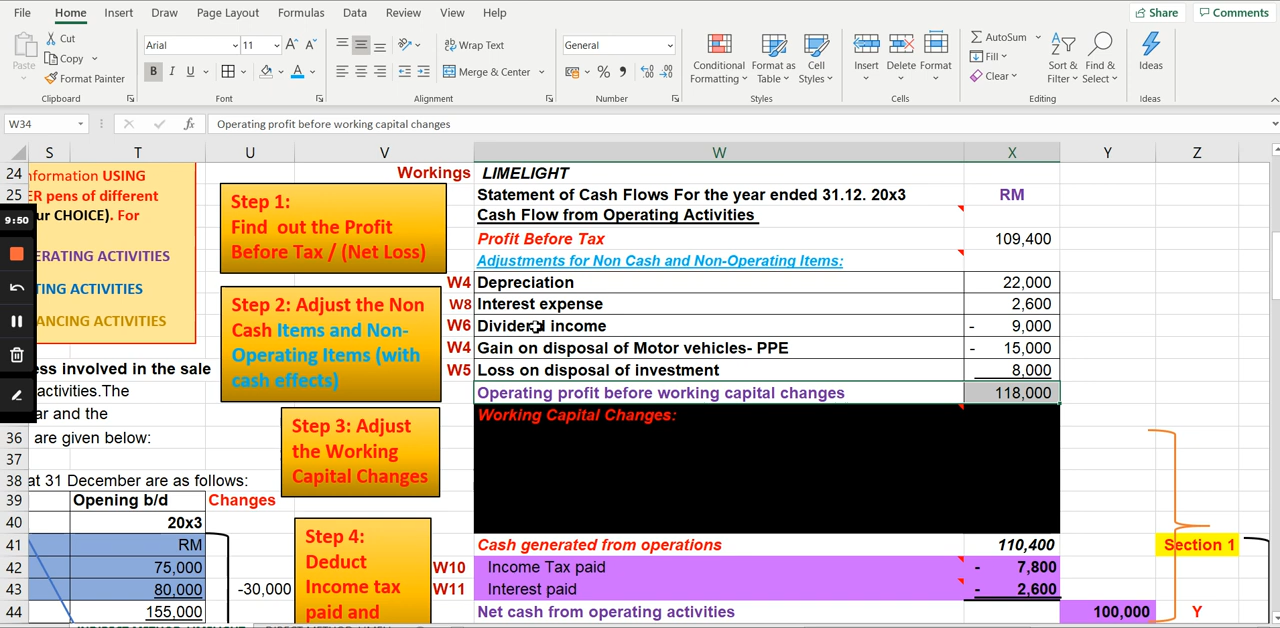 File Home Insert Draw Page Layout Formulas Data Review View Help Share Comments
Paste Cut Copy Format Painter Clipboard
Arial 11 A A B I U A Font
Wrap Text Merge & Center Alignment
General % Number
Conditional Formatting Format as Table Cell Styles Styles
Insert Delete Format Cells
AutoSum Fill Clear Sort & Filter Find & Select Editing
Ideas Ideas
W34 fx Operating profit before working capital changes
S T U V W X Y Z
24 Workings LIMELIGHT
25 Statement of Cash Flows For the year ended 31.12. 20x3 RM
Cash Flow from Operating Activities
Profit Before Tax 109,400
Adjustments for Non Cash and Non-Operating Items:
W4 Depreciation 22,000
W8 Interest expense 2,600
W6 Dividend income - 9,000
W4 Gain on disposal of Motor vehicles- PPE - 15,000
W5 Loss on disposal of investment 8,000
Operating profit before working capital changes 118,000
Working Capital Changes:
Cash generated from operations 110,400
W10 Income Tax paid - 7,800
W11 Interest paid - 2,600
Net cash from operating activities 100,000 Y
Section 1
Step 1:
Find out the Profit
Before Tax / (Net Loss)
Step 2: Adjust the Non
Cash Items and Non-
Operating Items (with
cash effects)
Step 3: Adjust
the Working
Capital Changes
Step 4:
Deduct
Income tax
paid and
nformation USING
ER pens of different
ur CHOICE). For
ERATING ACTIVITIES
TING ACTIVITIES
ANCING ACTIVITIES
9:50
ess involved in the sale
activities.The
ar and the
36 are given below:
37
38 at 31 December are as follows:
39 Opening b/d Changes
40 20x3
41 RM
42 75,000
43 80,000 -30,000
44 155,000